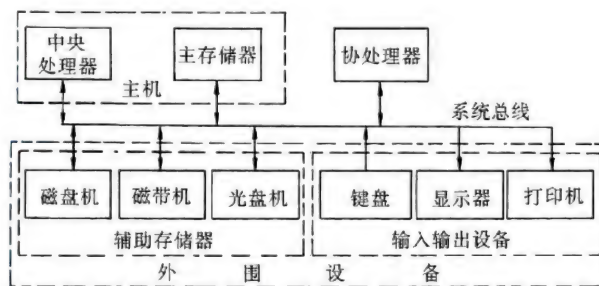 中央
处理器
主存储器
协处理器
主机
系统总线
磁盘机
磁带机
光盘机
键盘
显示器
打印机
辅助存储器
输入输出设备
外围设备